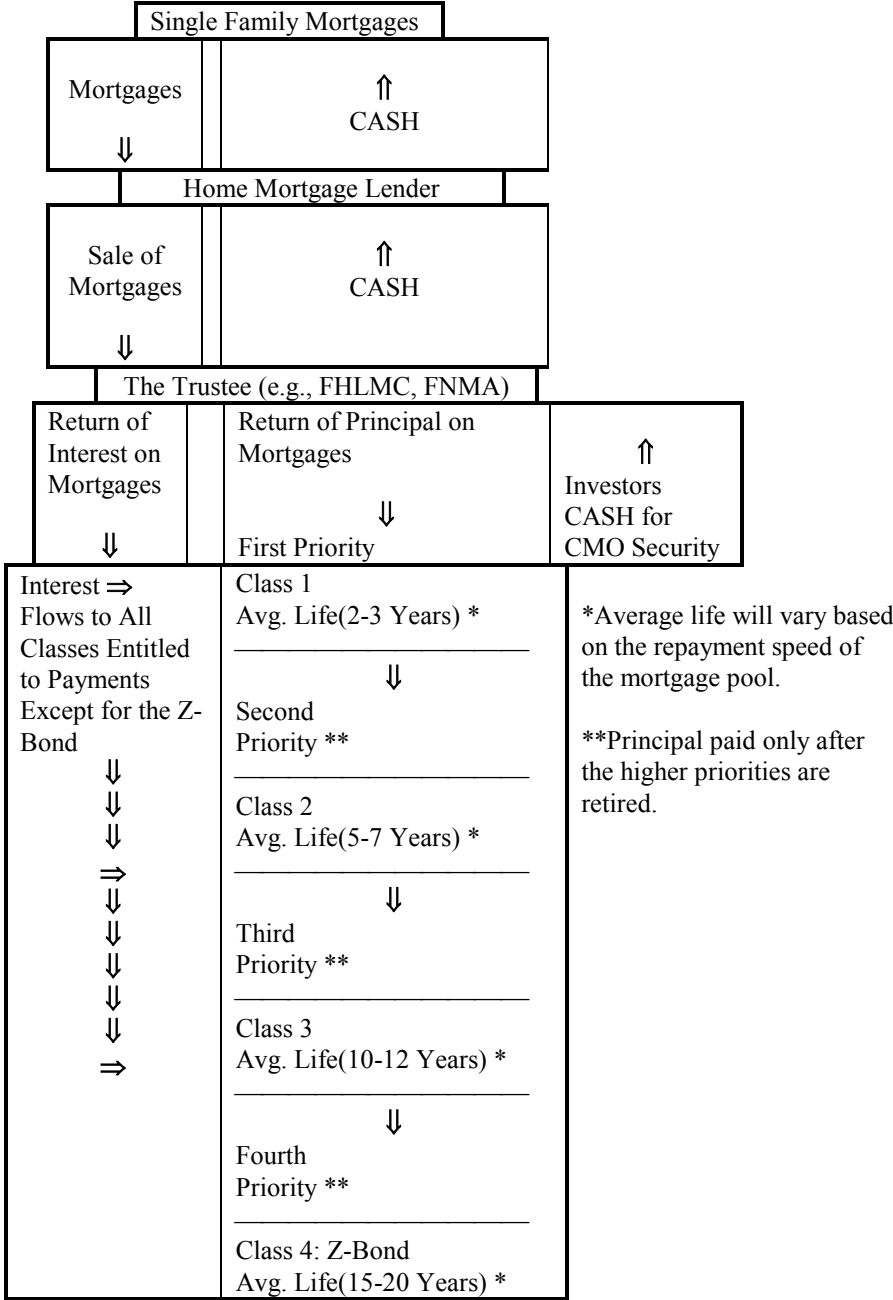 Single Family Mortgages
Mortgages
⇓
⇑
CASH
Home Mortgage Lender
Sale of
Mortgages
⇓
⇑
CASH
The Trustee (e.g., FHLMC, FNMA)
Return of
Interest on
Mortgages
⇓
Return of Principal on
Mortgages
⇓
First Priority
⇑
Investors
CASH for
CMO Security
Interest ⇒
Flows to All
Classes Entitled
to Payments
Except for the Z-
Bond
⇓
⇓
⇓
⇒
⇓
⇓
⇓
⇓
⇓
⇒
Class 1
Avg. Life(2-3 Years) *
⇓
Second
Priority **
Class 2
Avg. Life(5-7 Years) *
⇓
Third
Priority **
Class 3
Avg. Life(10-12 Years) *
⇓
Fourth
Priority **
Class 4: Z-Bond
Avg. Life(15-20 Years) *
*Average life will vary based
on the repayment speed of
the mortgage pool.
**Principal paid only after
the higher priorities are
retired.